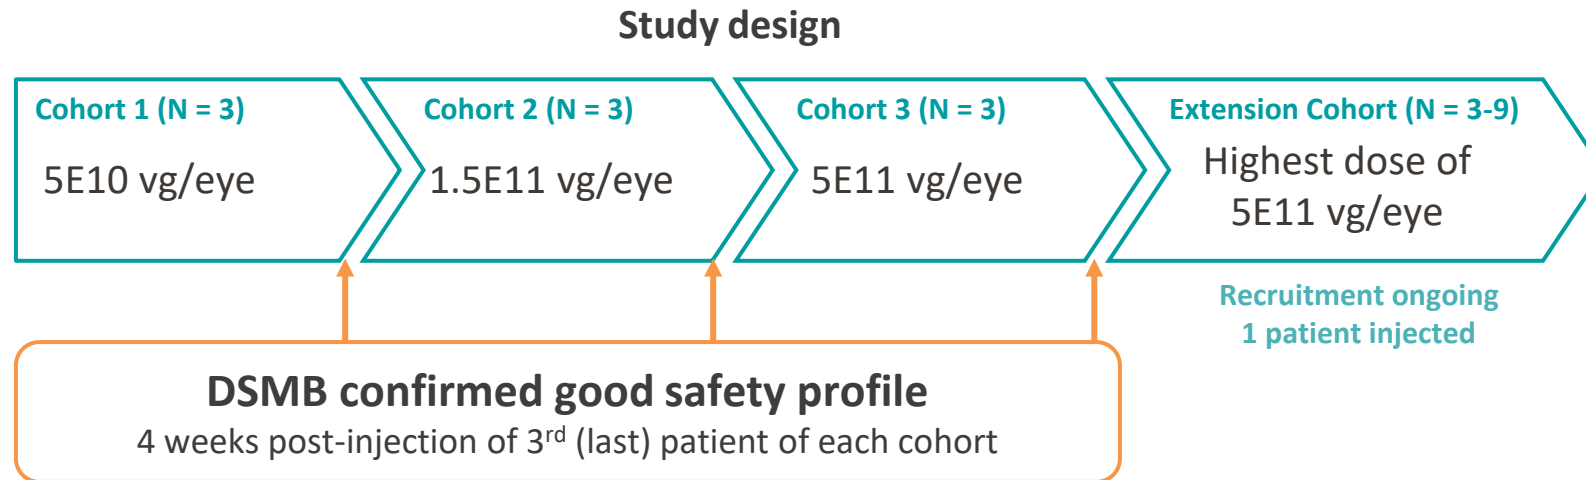 Study design
Cohort 1 (N = 3)
5E10 vg/eye
Cohort 2 (N = 3)
1.5E11 vg/eye
Cohort 3 (N = 3)
5E11 vg/eye
Extension Cohort (N = 3-9)
Highest dose of
5E11 vg/eye
Recruitment ongoing
1 patient injected
DSMB confirmed good safety profile
4 weeks post-injection of 3rd (last) patient of each cohort